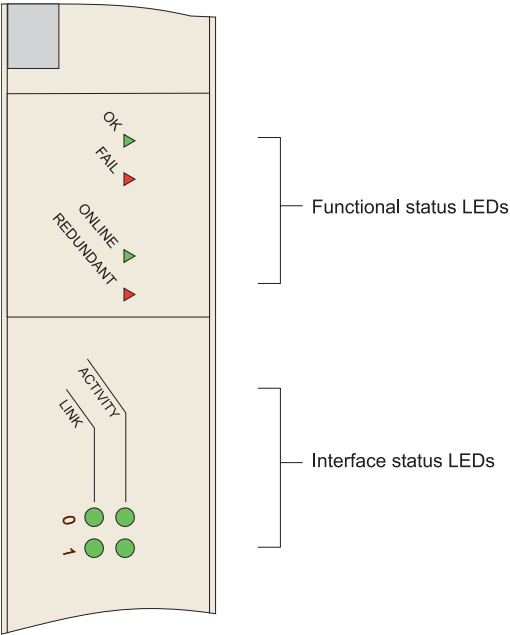 OK
FAIL
ONLINE
REDUNDANT
Functional status LEDs
ACTIVITY
LINK
Interface status LEDs
0
1